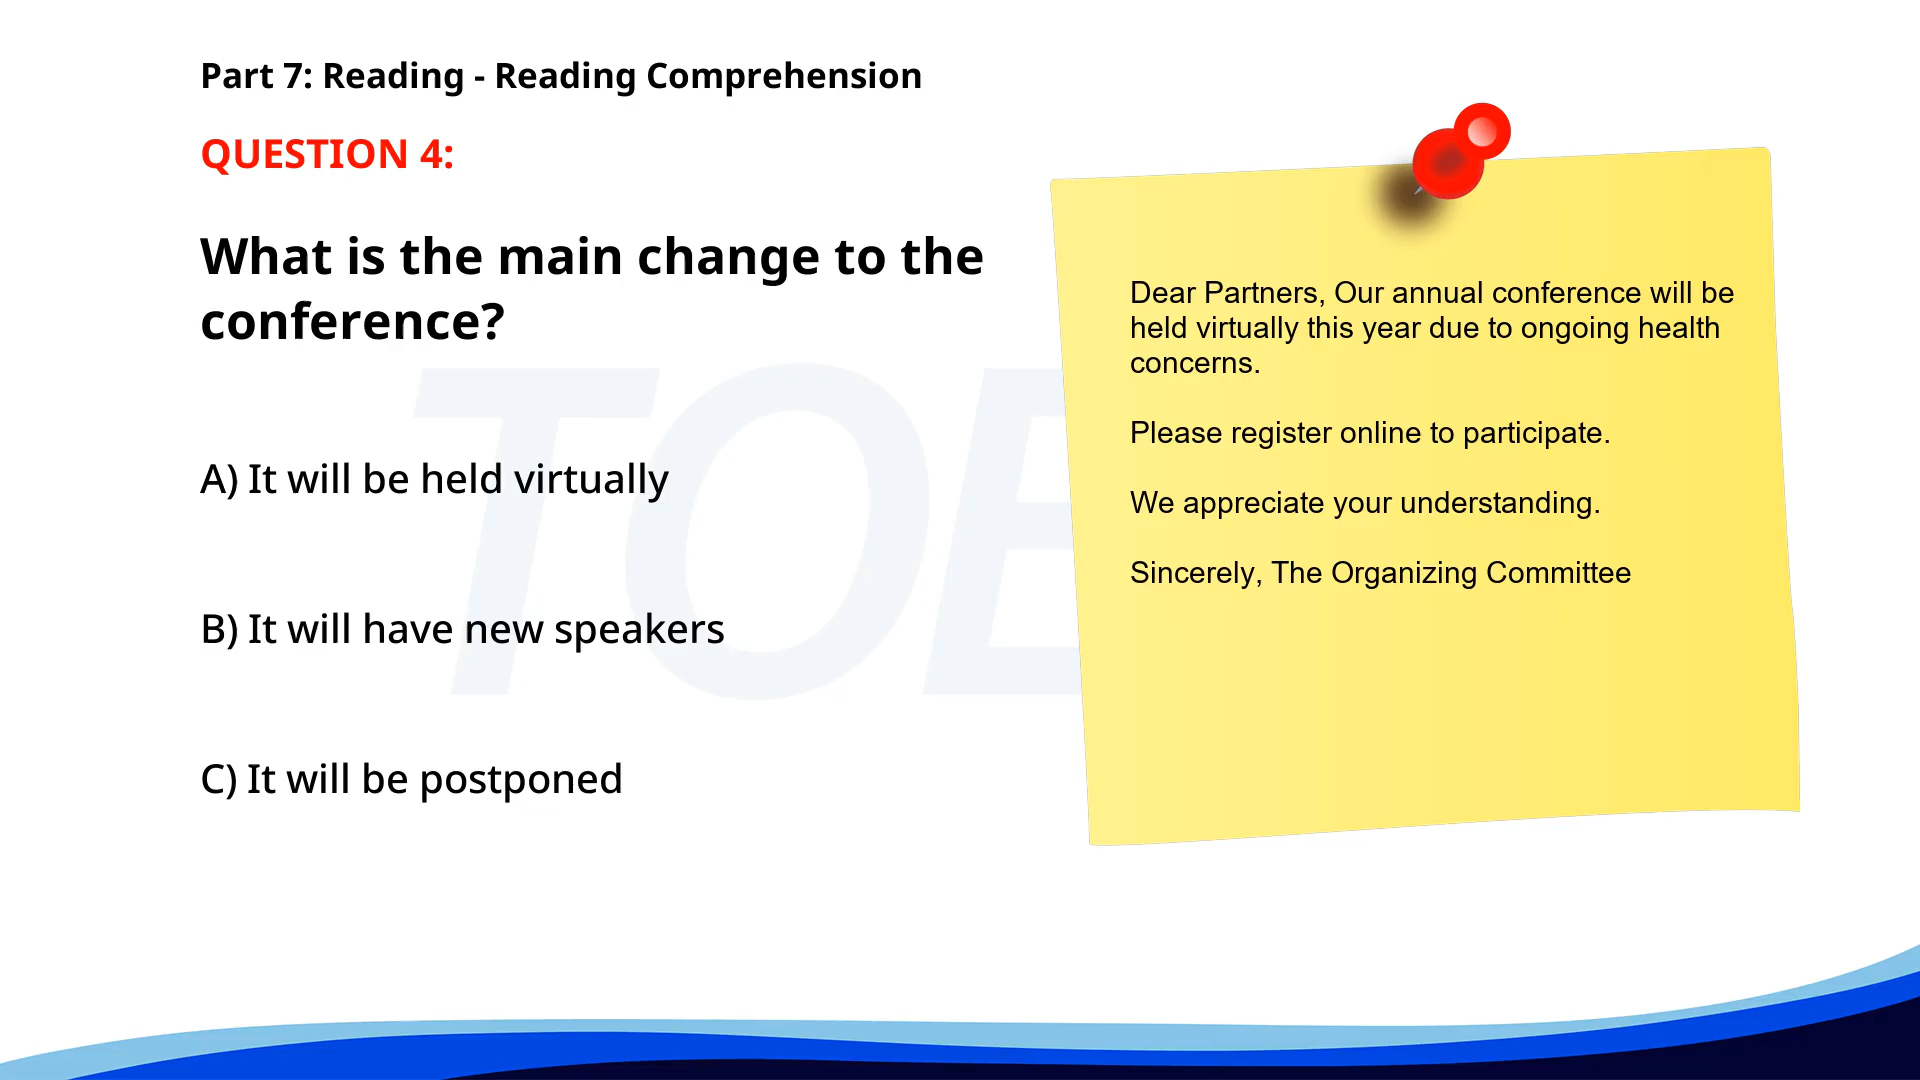 Part 7: Reading - Reading Comprehension
QUESTION 4:
What is the main change to the
conference?
A) It will be held virtually
B) It will have new speakers
C) It will be postponed
Dear Partners, Our annual conference will be
held virtually this year due to ongoing health
concerns.
Please register online to participate.
We appreciate your understanding.
Sincerely, The Organizing Committee